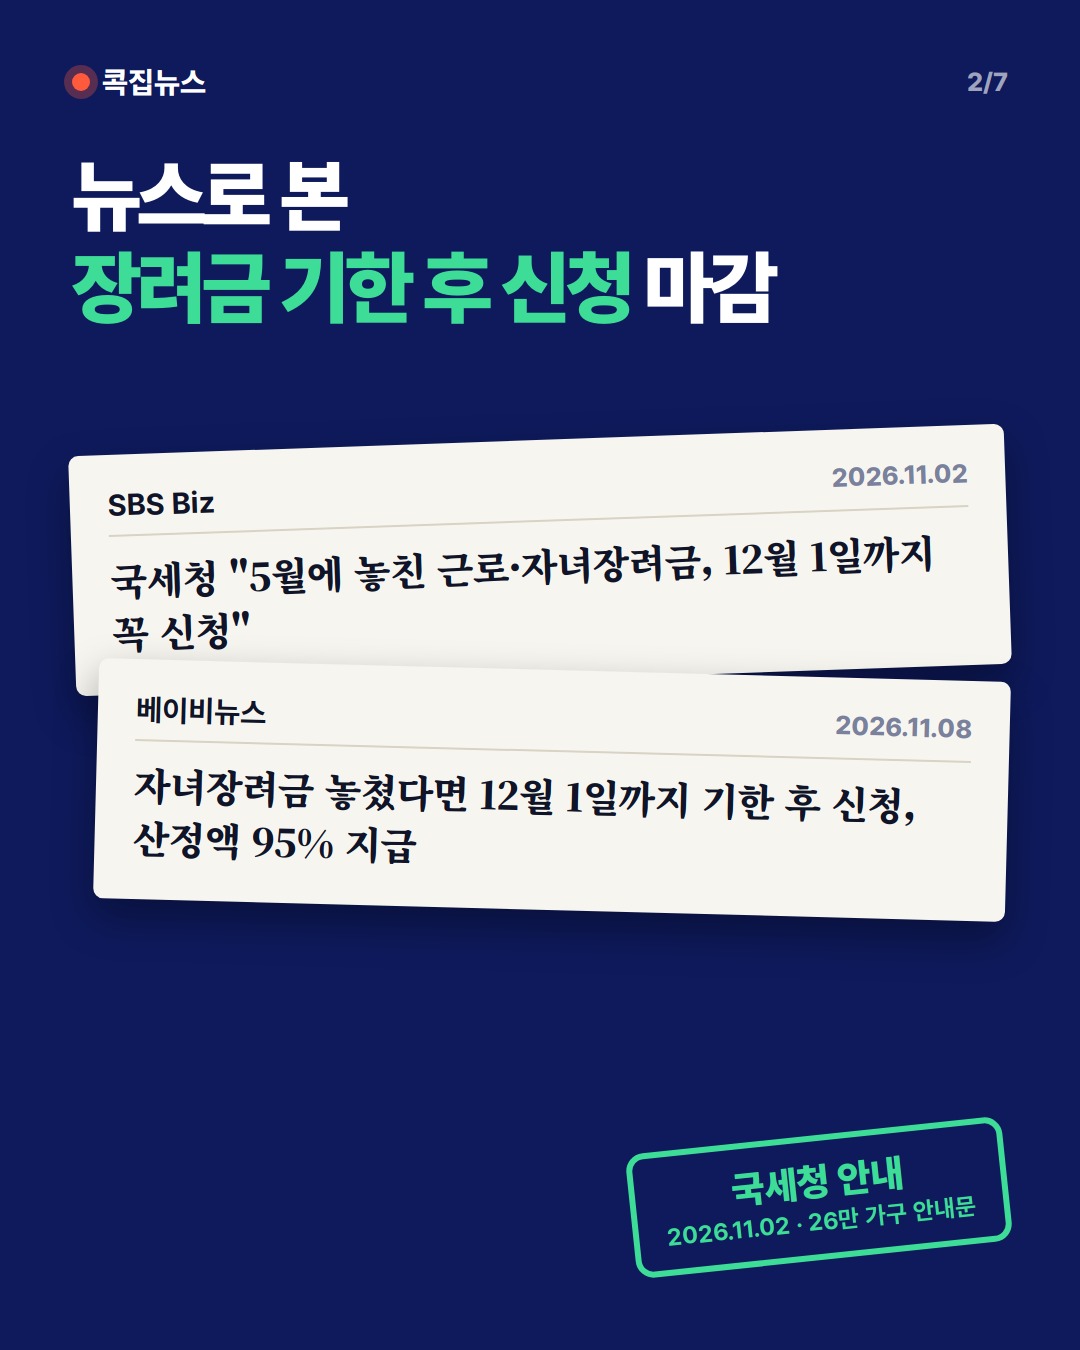 콕집뉴스
2/7
뉴스로 본
장려금 기한 후 신청 마감
SBS Biz
2026.11.02
국세청 "5월에 놓친 근로·자녀장려금, 12월 1일까지
꼭 신청"
베이비뉴스
2026.11.08
자녀장려금 놓쳤다면 12월 1일까지 기한 후 신청,
산정액 95% 지급
국세청 안내
2026.11.02 · 26만 가구 안내문